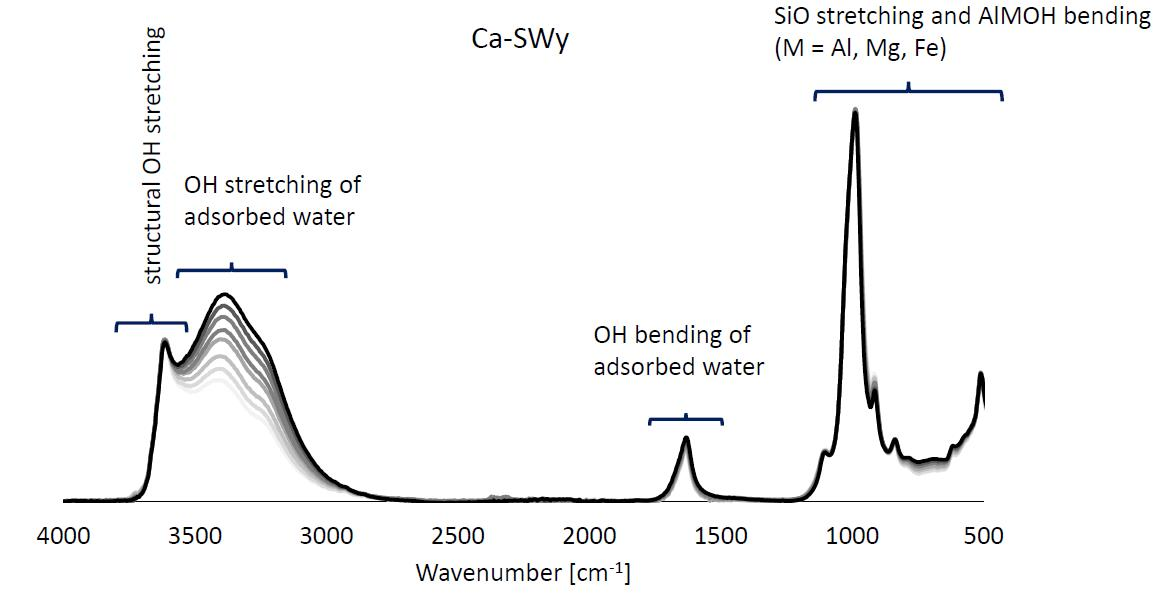 Ca-SWy
SiO stretching and AlMOH bending
(M = Al, Mg, Fe)
structural OH stretching
OH stretching of
adsorbed water
OH bending of
adsorbed water
4000 3500 3000 2500 2000 1500 1000 500
Wavenumber [cm⁻¹]